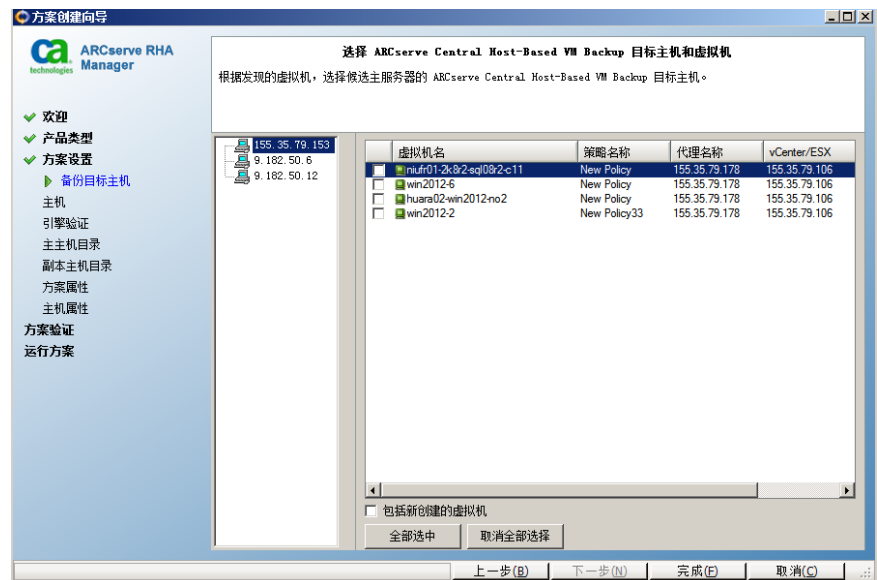 方案创建向导
ca technologies
ARCserve RHA
Manager
选择 ARCserve Central Host-Based VM Backup 目标主机和虚拟机
根据发现的虚拟机，选择候选主服务器的 ARCserve Central Host-Based VM Backup 目标主机。
欢迎
产品类型
方案设置
备份目标主机
主机
引擎验证
主主机目录
副本主机目录
方案属性
主机属性
方案验证
运行方案
155.35.79.153
9.182.50.6
9.182.50.12
虚拟机名 策略名称 代理名称 vCenter/ESX
niufr01-2k8r2-sql08r2-c11 New Policy 155.35.79.178 155.35.79.106
win2012-6 New Policy 155.35.79.178 155.35.79.106
huara02-win2012-no2 New Policy 155.35.79.178 155.35.79.106
win2012-2 New Policy33 155.35.79.178 155.35.79.106
包括新创建的虚拟机
全部选中 取消全部选择
上一步(B) 下一步(N) 完成(F) 取消(C)